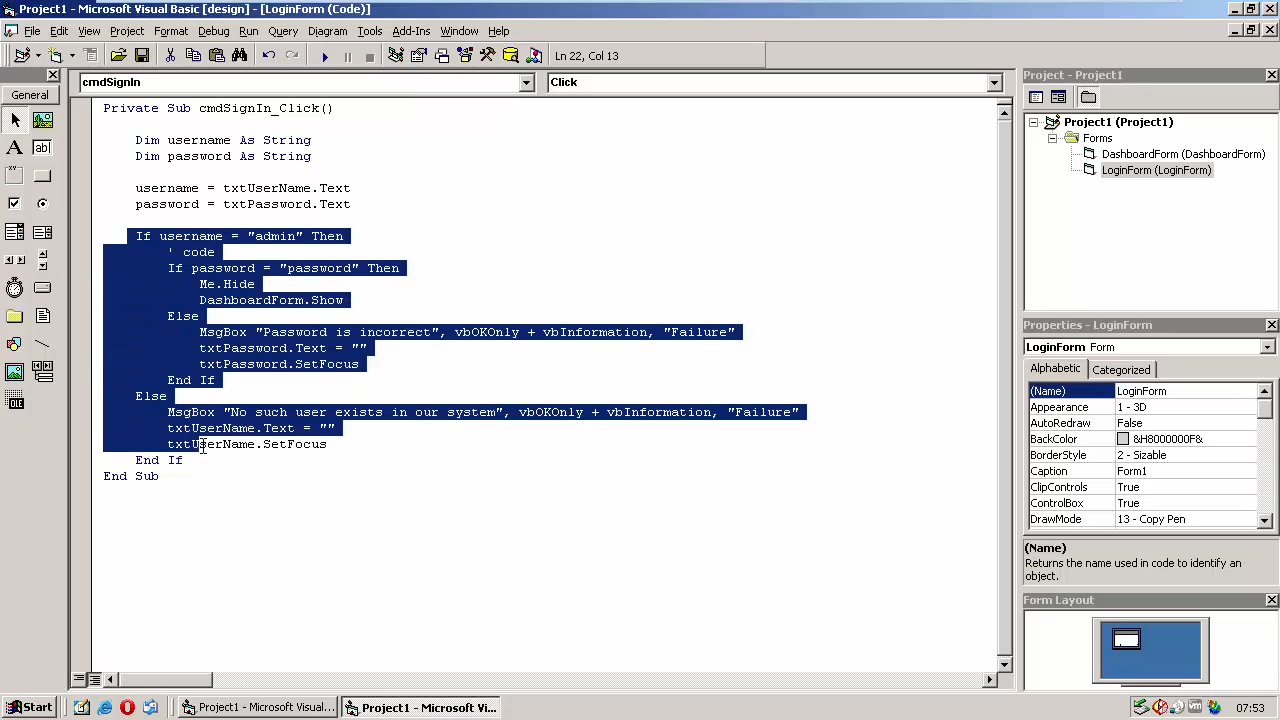 Project1 - Microsoft Visual Basic [design] - [LoginForm (Code)]
File Edit View Project Format Debug Run Query Diagram Tools Add-Ins Window Help
Ln 22, Col 13
General
cmdSignIn
Click
Private Sub cmdSignIn_Click()
Dim username As String
Dim password As String
username = txtUserName.Text
password = txtPassword.Text
If username = "admin" Then
' code
If password = "password" Then
Me.Hide
DashboardForm.Show
Else
MsgBox "Password is incorrect", vbOKOnly + vbInformation, "Failure"
txtPassword.Text = ""
txtPassword.SetFocus
End If
Else
MsgBox "No such user exists in our system", vbOKOnly + vbInformation, "Failure"
txtUserName.Text = ""
txtUserName.SetFocus
End If
End Sub
Project - Project1
Project1 (Project1)
Forms
DashboardForm (DashboardForm)
LoginForm (LoginForm)
Properties - LoginForm
LoginForm Form
Alphabetic Categorized
(Name) LoginForm
Appearance 1 - 3D
AutoRedraw False
BackColor &H8000000F&
BorderStyle 2 - Sizable
Caption Form1
ClipControls True
ControlBox True
DrawMode 13 - Copy Pen
(Name)
Returns the name used in code to identify an
object.
Form Layout
Start
Project1 - Microsoft Visual...
Project1 - Microsoft Vi...
07:53